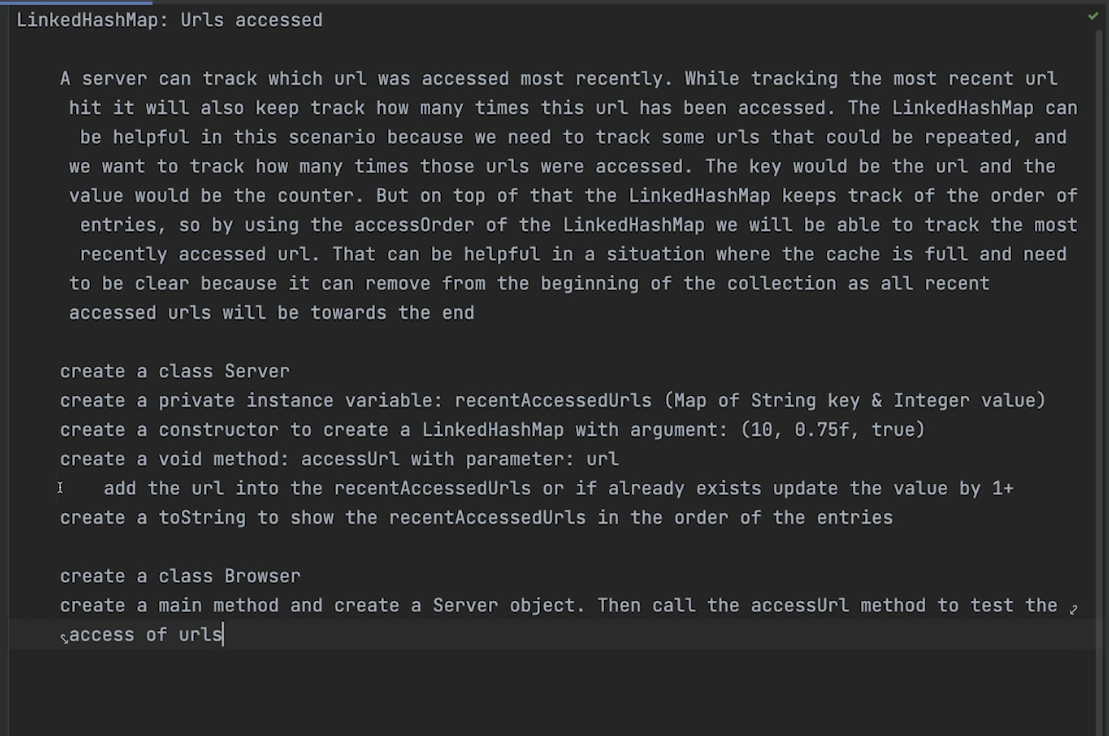 LinkedHashMap: Urls accessed
A server can track which url was accessed most recently. While tracking the most recent url
hit it will also keep track how many times this url has been accessed. The LinkedHashMap can
be helpful in this scenario because we need to track some urls that could be repeated, and
we want to track how many times those urls were accessed. The key would be the url and the
value would be the counter. But on top of that the LinkedHashMap keeps track of the order of
entries, so by using the accessOrder of the LinkedHashMap we will be able to track the most
recently accessed url. That can be helpful in a situation where the cache is full and need
to be clear because it can remove from the beginning of the collection as all recent
accessed urls will be towards the end
create a class Server
create a private instance variable: recentAccessedUrls (Map of String key & Integer value)
create a constructor to create a LinkedHashMap with argument: (10, 0.75f, true)
create a void method: accessUrl with parameter: url
add the url into the recentAccessedUrls or if already exists update the value by 1+
create a toString to show the recentAccessedUrls in the order of the entries
create a class Browser
create a main method and create a Server object. Then call the accessUrl method to test the
access of urls